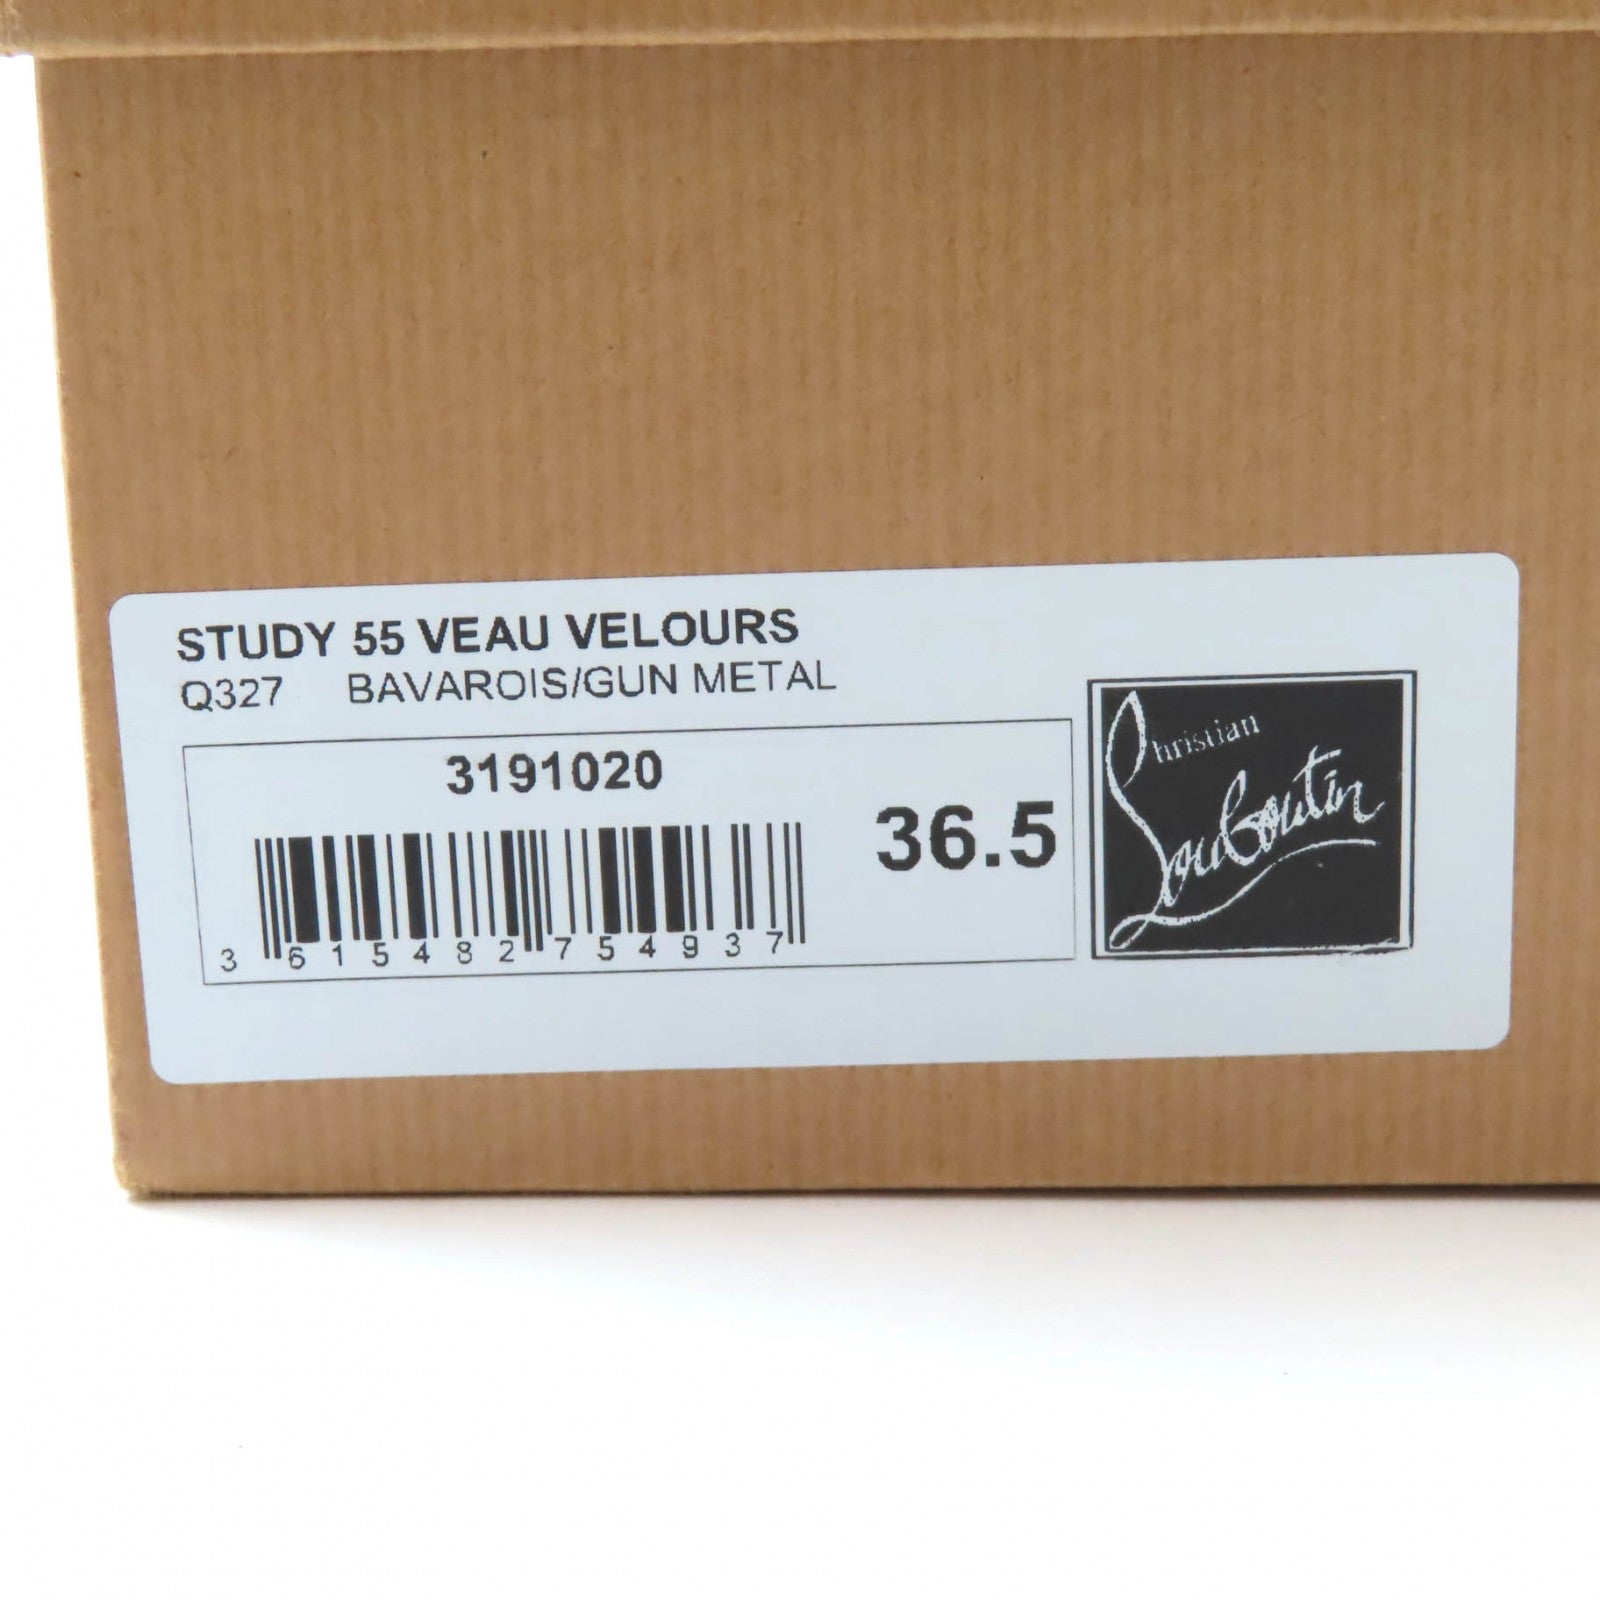 STUDY 55 VEAU VELOURS
Q327 BAVAROIS/GUN METAL
3191020
36.5
3 615482 754937
Christian
Louboutin